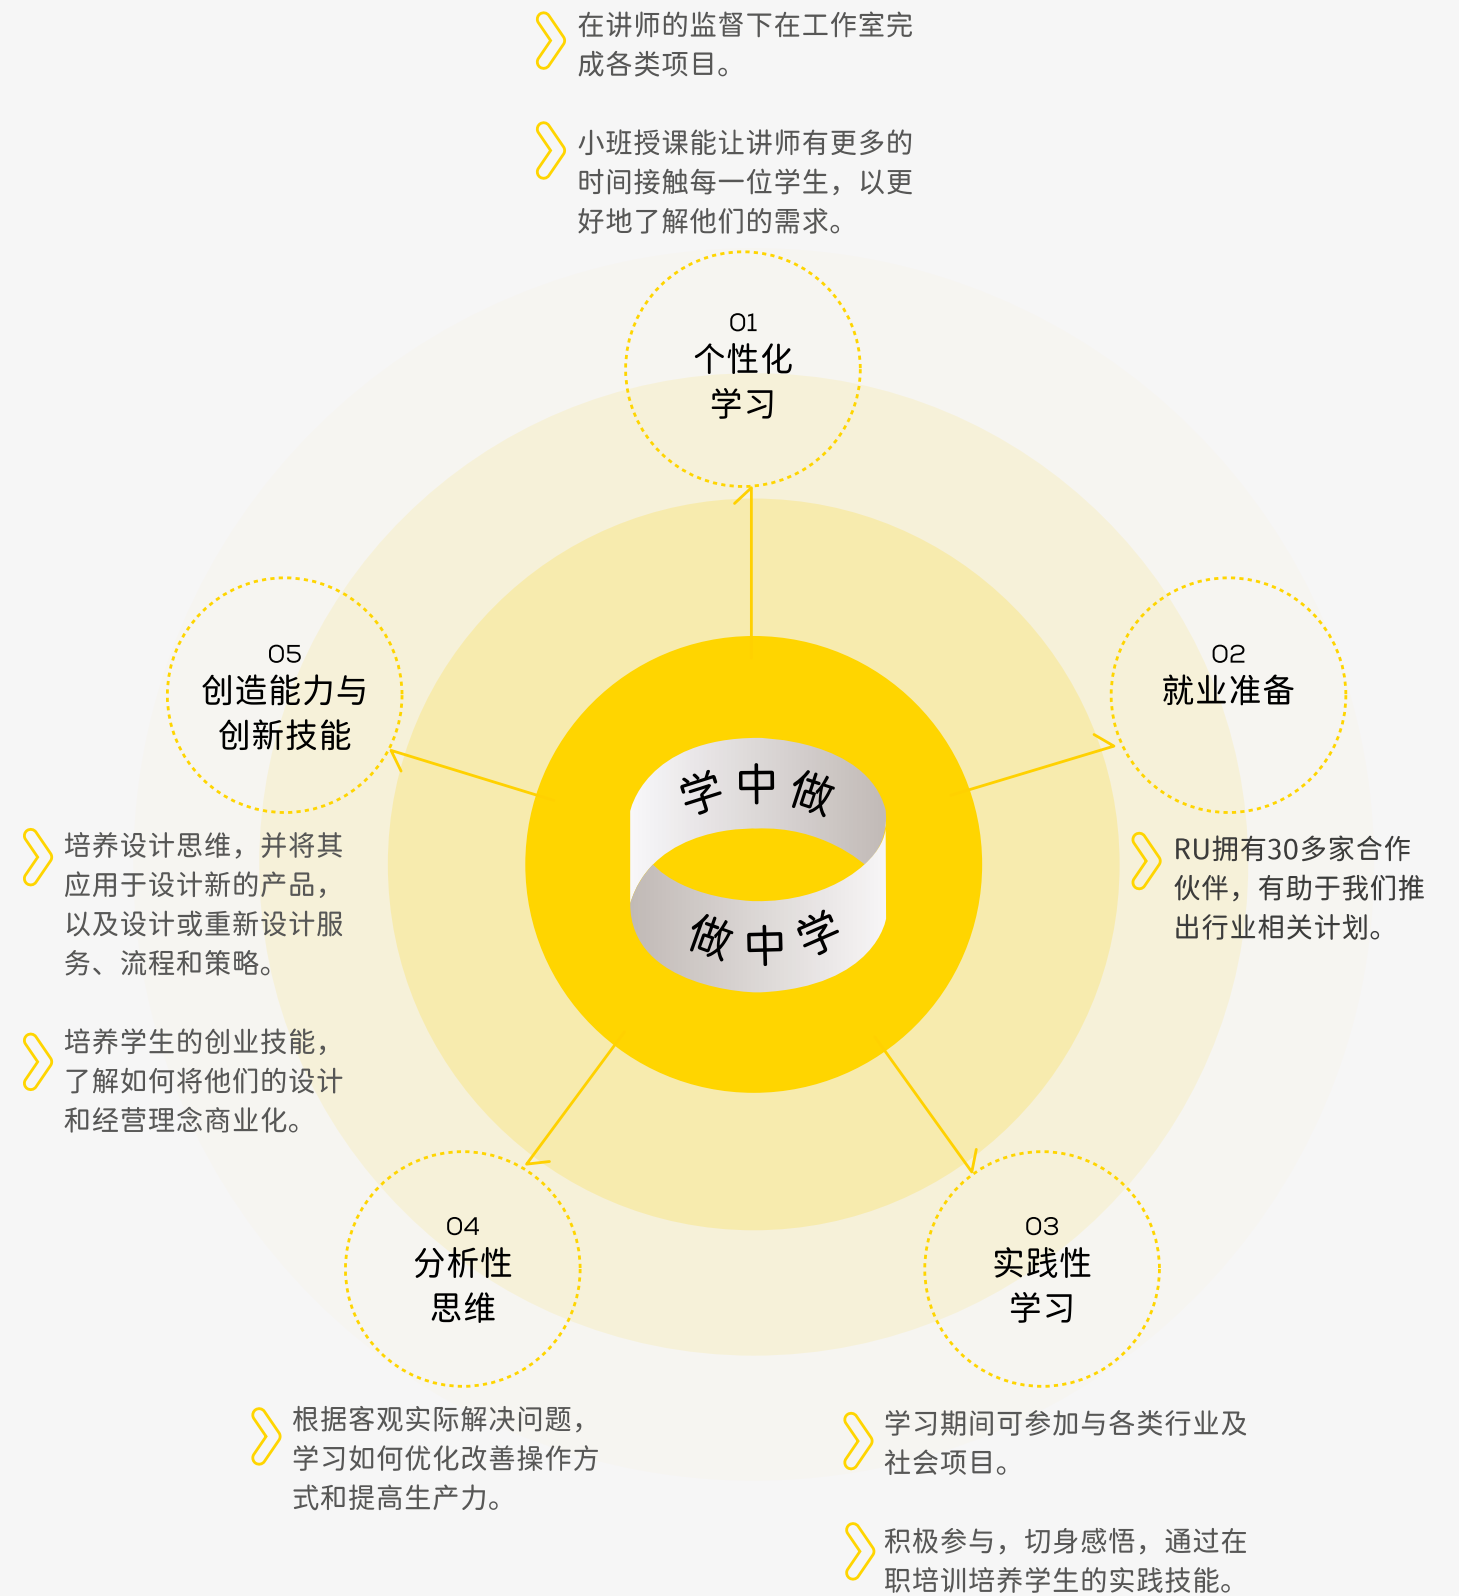 在讲师的监督下在工作室完
成各类项目。
小班授课能让讲师有更多的
时间接触每一位学生，以更
好地了解他们的需求。
01
个性化
学习
02
就业准备
RU拥有30多家合作
伙伴，有助于我们推
出行业相关计划。
学中做
做中学
05
创造能力与
创新技能
培养设计思维，并将其
应用于设计新的产品，
以及设计或重新设计服
务、流程和策略。
培养学生的创业技能，
了解如何将他们的设计
和经营理念商业化。
04
分析性
思维
根据客观实际解决问题，
学习如何优化改善操作方
式和提高生产力。
03
实践性
学习
学习期间可参加与各类行业及
社会项目。
积极参与，切身感悟，通过在
职培训培养学生的实践技能。